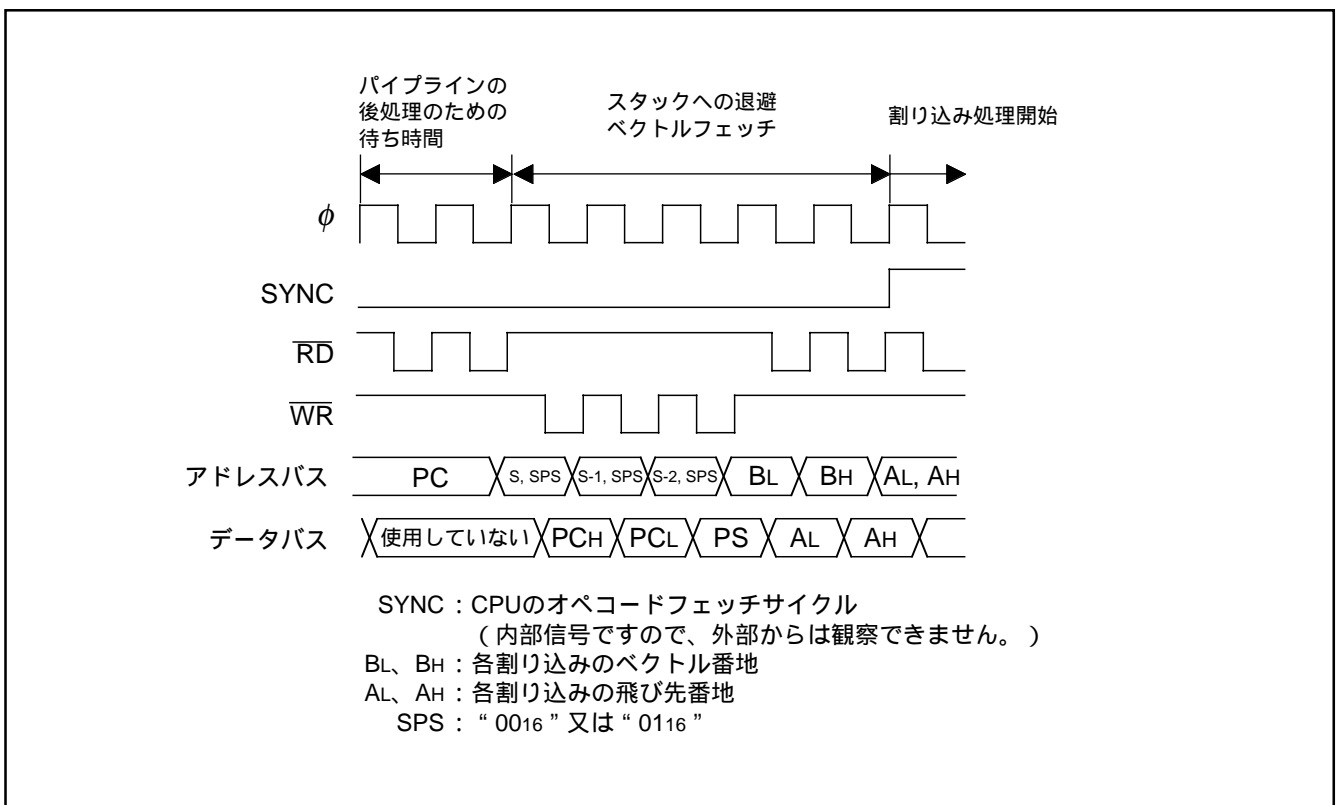 パイプラインの
後処理のための
待ち時間
スタックへの退避
ベクトルフェッチ
割り込み処理開始
φ
SYNC
RD
WR
アドレスバス PC S, SPS S-1, SPS S-2, SPS BL BH AL, AH
データバス 使用していない PCH PCL PS AL AH
SYNC：CPUのオペコードフェッチサイクル
（内部信号ですので、外部からは観察できません。）
BL、BH：各割り込みのベクトル番地
AL、AH：各割り込みの飛び先番地
SPS：“0016”又は“0116”